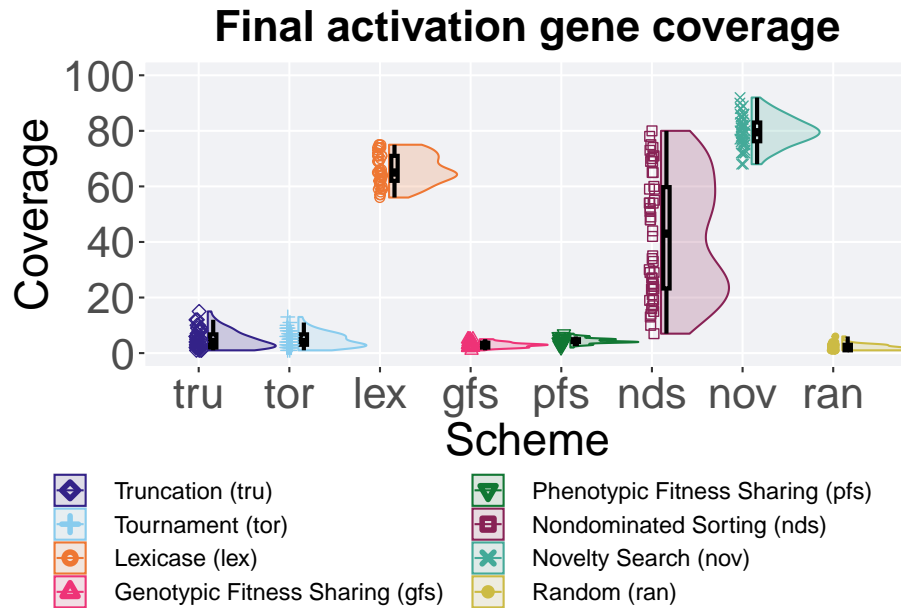 Final activation gene coverage
Coverage
100
80
60
40
20
0
tru tor lex gfs pfs nds nov ran
Scheme
Truncation (tru)
Tournament (tor)
Lexicase (lex)
Genotypic Fitness Sharing (gfs)
Phenotypic Fitness Sharing (pfs)
Nondominated Sorting (nds)
Novelty Search (nov)
Random (ran)